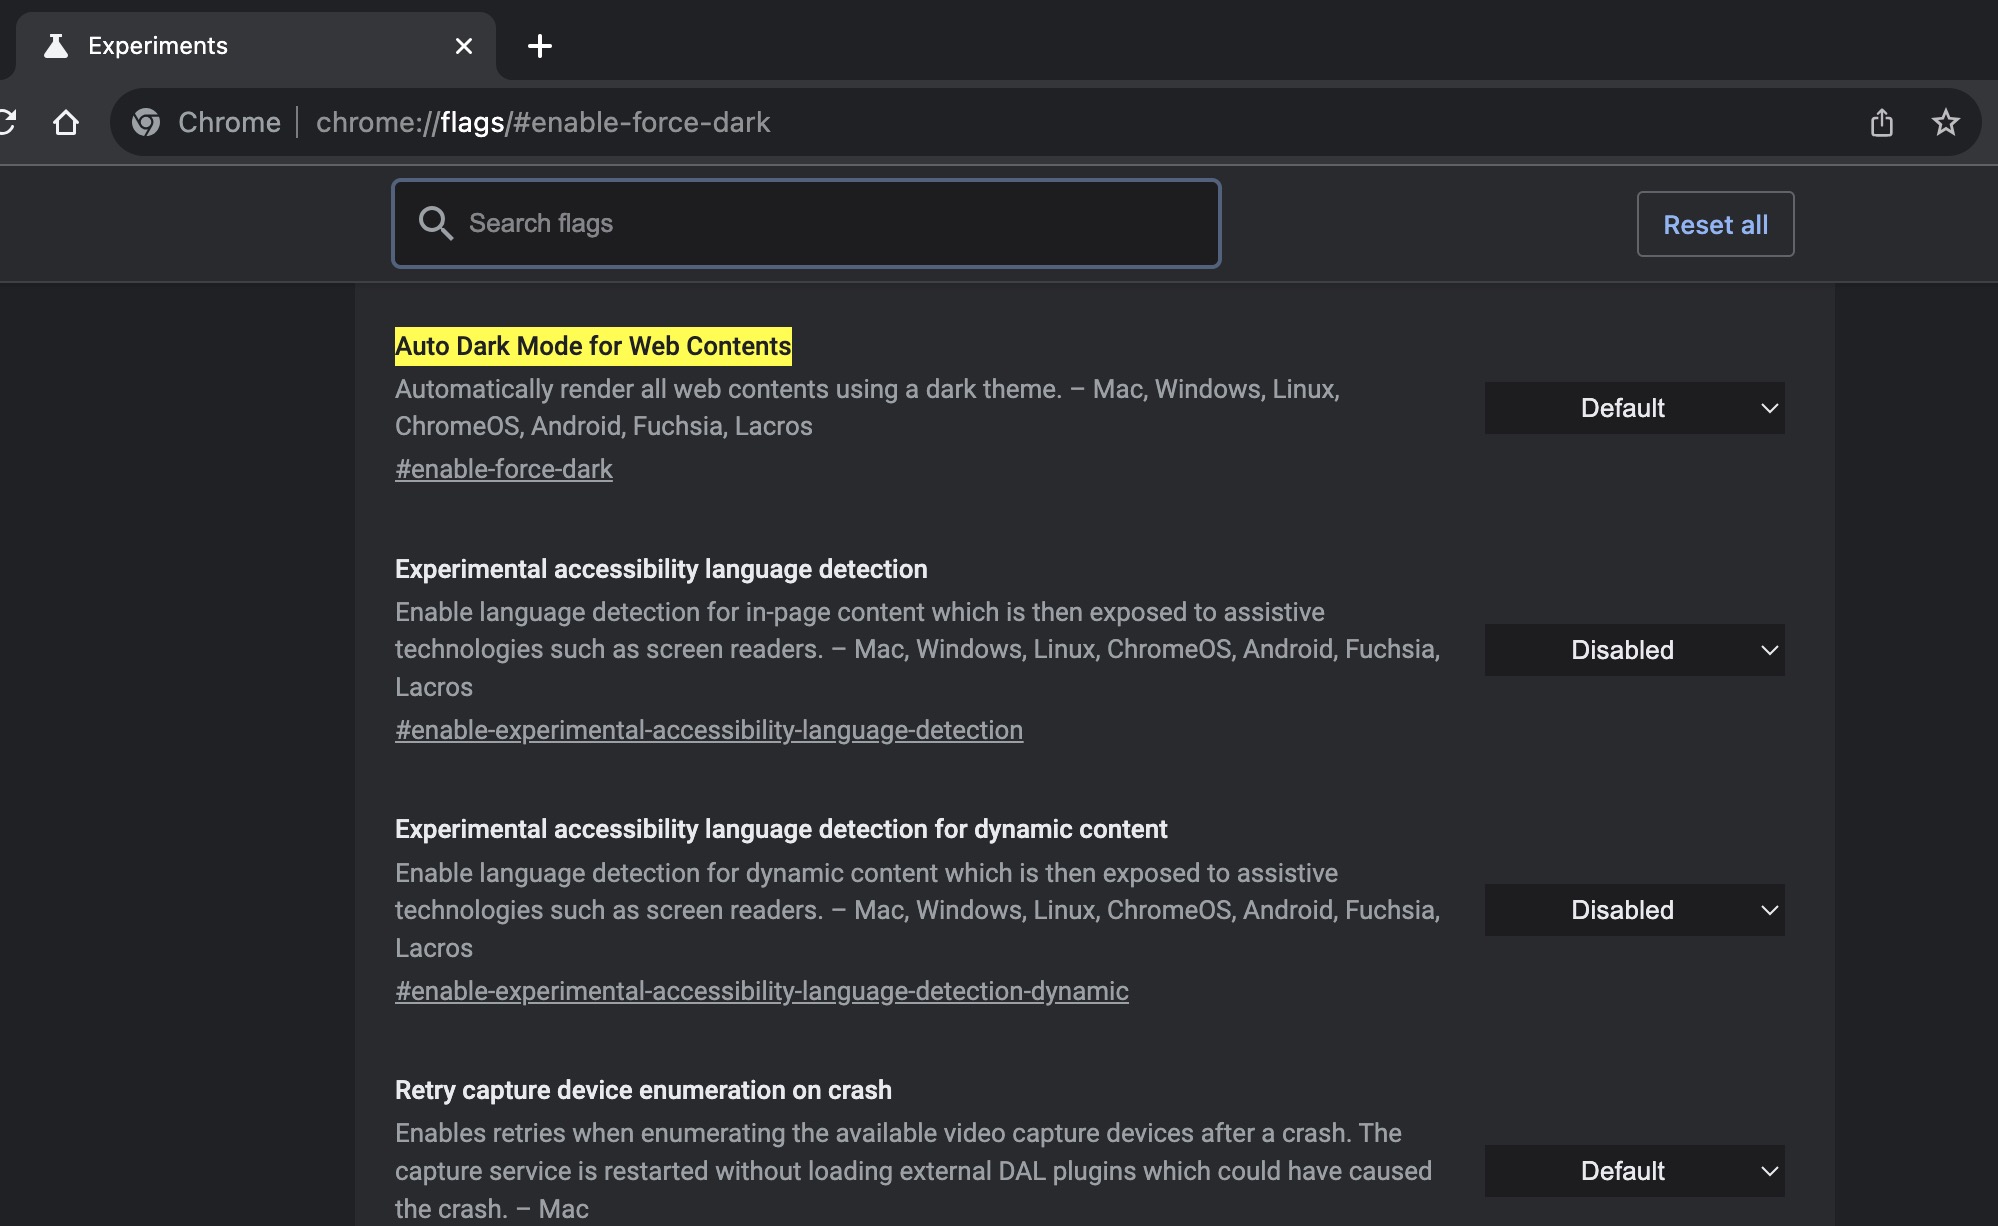 Experiments
Chrome
chrome://flags/#enable-force-dark
Search flags
Reset all
Auto Dark Mode for Web Contents
Automatically render all web contents using a dark theme. – Mac, Windows, Linux,
ChromeOS, Android, Fuchsia, Lacros
#enable-force-dark
Default
Experimental accessibility language detection
Enable language detection for in-page content which is then exposed to assistive
technologies such as screen readers. – Mac, Windows, Linux, ChromeOS, Android, Fuchsia,
Lacros
#enable-experimental-accessibility-language-detection
Disabled
Experimental accessibility language detection for dynamic content
Enable language detection for dynamic content which is then exposed to assistive
technologies such as screen readers. – Mac, Windows, Linux, ChromeOS, Android, Fuchsia,
Lacros
#enable-experimental-accessibility-language-detection-dynamic
Disabled
Retry capture device enumeration on crash
Enables retries when enumerating the available video capture devices after a crash. The
capture service is restarted without loading external DAL plugins which could have caused
the crash. – Mac
Default